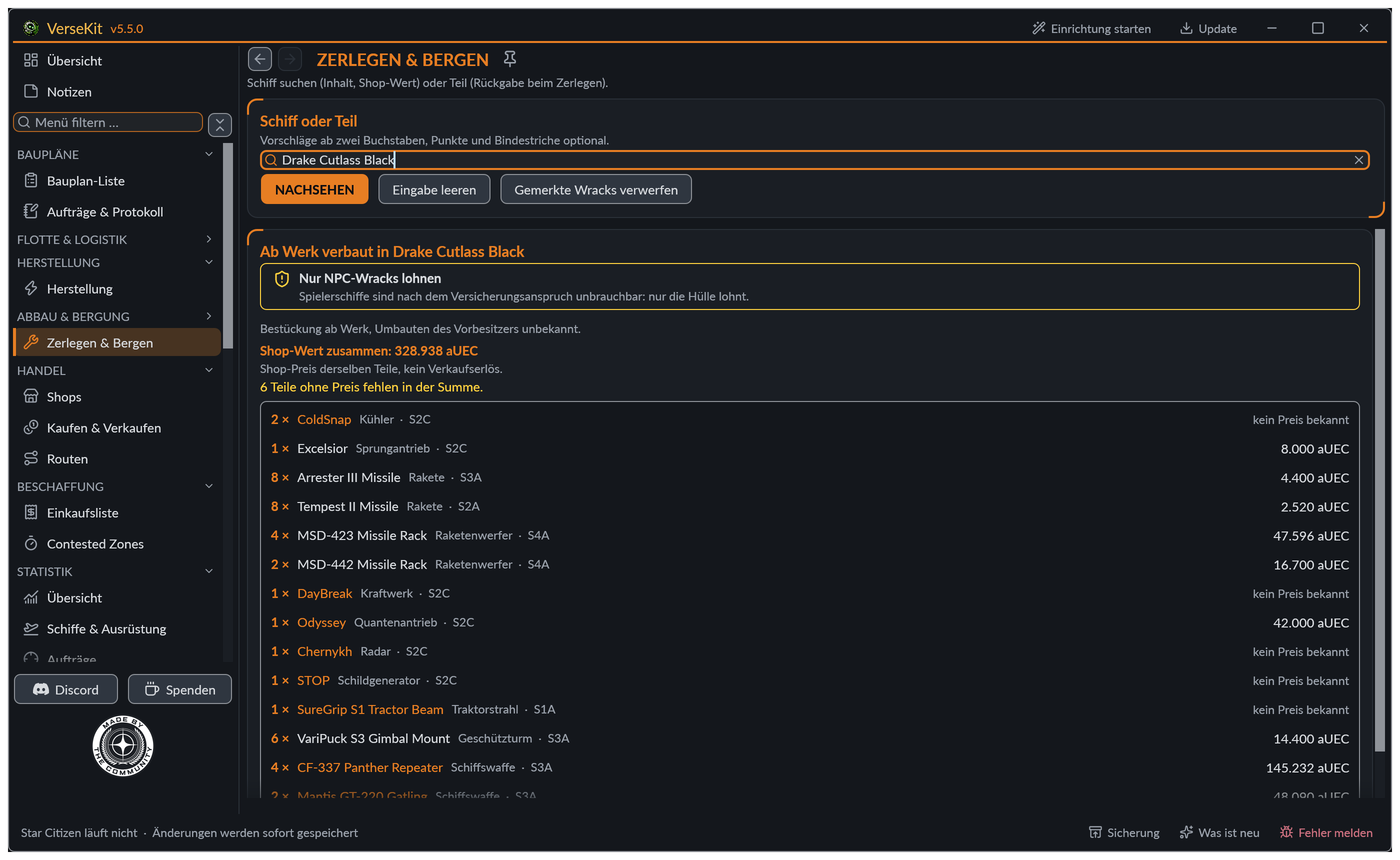 VerseKit v5.5.0
Einrichtung starten
Update
Übersicht
Notizen
Menü filtern ...
BAUPLÄNE
Bauplan-Liste
Aufträge & Protokoll
FLOTTE & LOGISTIK
HERSTELLUNG
Herstellung
ABBAU & BERGUNG
Zerlegen & Bergen
HANDEL
Shops
Kaufen & Verkaufen
Routen
BESCHAFFUNG
Einkaufsliste
Contested Zones
STATISTIK
Übersicht
Schiffe & Ausrüstung
Aufträge
Discord
Spenden
MADE BY THE COMMUNITY
ZERLEGEN & BERGEN
Schiff suchen (Inhalt, Shop-Wert) oder Teil (Rückgabe beim Zerlegen).
Schiff oder Teil
Vorschläge ab zwei Buchstaben, Punkte und Bindestriche optional.
Drake Cutlass Black
NACHSEHEN
Eingabe leeren
Gemerkte Wracks verwerfen
Ab Werk verbaut in Drake Cutlass Black
Nur NPC-Wracks lohnen
Spielerschiffe sind nach dem Versicherungsanspruch unbrauchbar: nur die Hülle lohnt.
Bestückung ab Werk, Umbauten des Vorbesitzers unbekannt.
Shop-Wert zusammen: 328.938 aUEC
Shop-Preis derselben Teile, kein Verkaufserlös.
6 Teile ohne Preis fehlen in der Summe.
2 × ColdSnap Kühler · S2C kein Preis bekannt
1 × Excelsior Sprungantrieb · S2C 8.000 aUEC
8 × Arrester III Missile Rakete · S3A 4.400 aUEC
8 × Tempest II Missile Rakete · S2A 2.520 aUEC
4 × MSD-423 Missile Rack Raketenwerfer · S4A 47.596 aUEC
2 × MSD-442 Missile Rack Raketenwerfer · S4A 16.700 aUEC
1 × DayBreak Kraftwerk · S2C kein Preis bekannt
1 × Odyssey Quantenantrieb · S2C 42.000 aUEC
1 × Chernykh Radar · S2C kein Preis bekannt
1 × STOP Schildgenerator · S2C kein Preis bekannt
1 × SureGrip S1 Tractor Beam Traktorstrahl · S1A kein Preis bekannt
6 × VariPuck S3 Gimbal Mount Geschützturm · S3A 14.400 aUEC
4 × CF-337 Panther Repeater Schiffswaffe · S3A 145.232 aUEC
2 × Mantis GT-220 Gatling Schiffswaffe · S3A 48.090 aUEC
Star Citizen läuft nicht · Änderungen werden sofort gespeichert
Sicherung
Was ist neu
Fehler melden